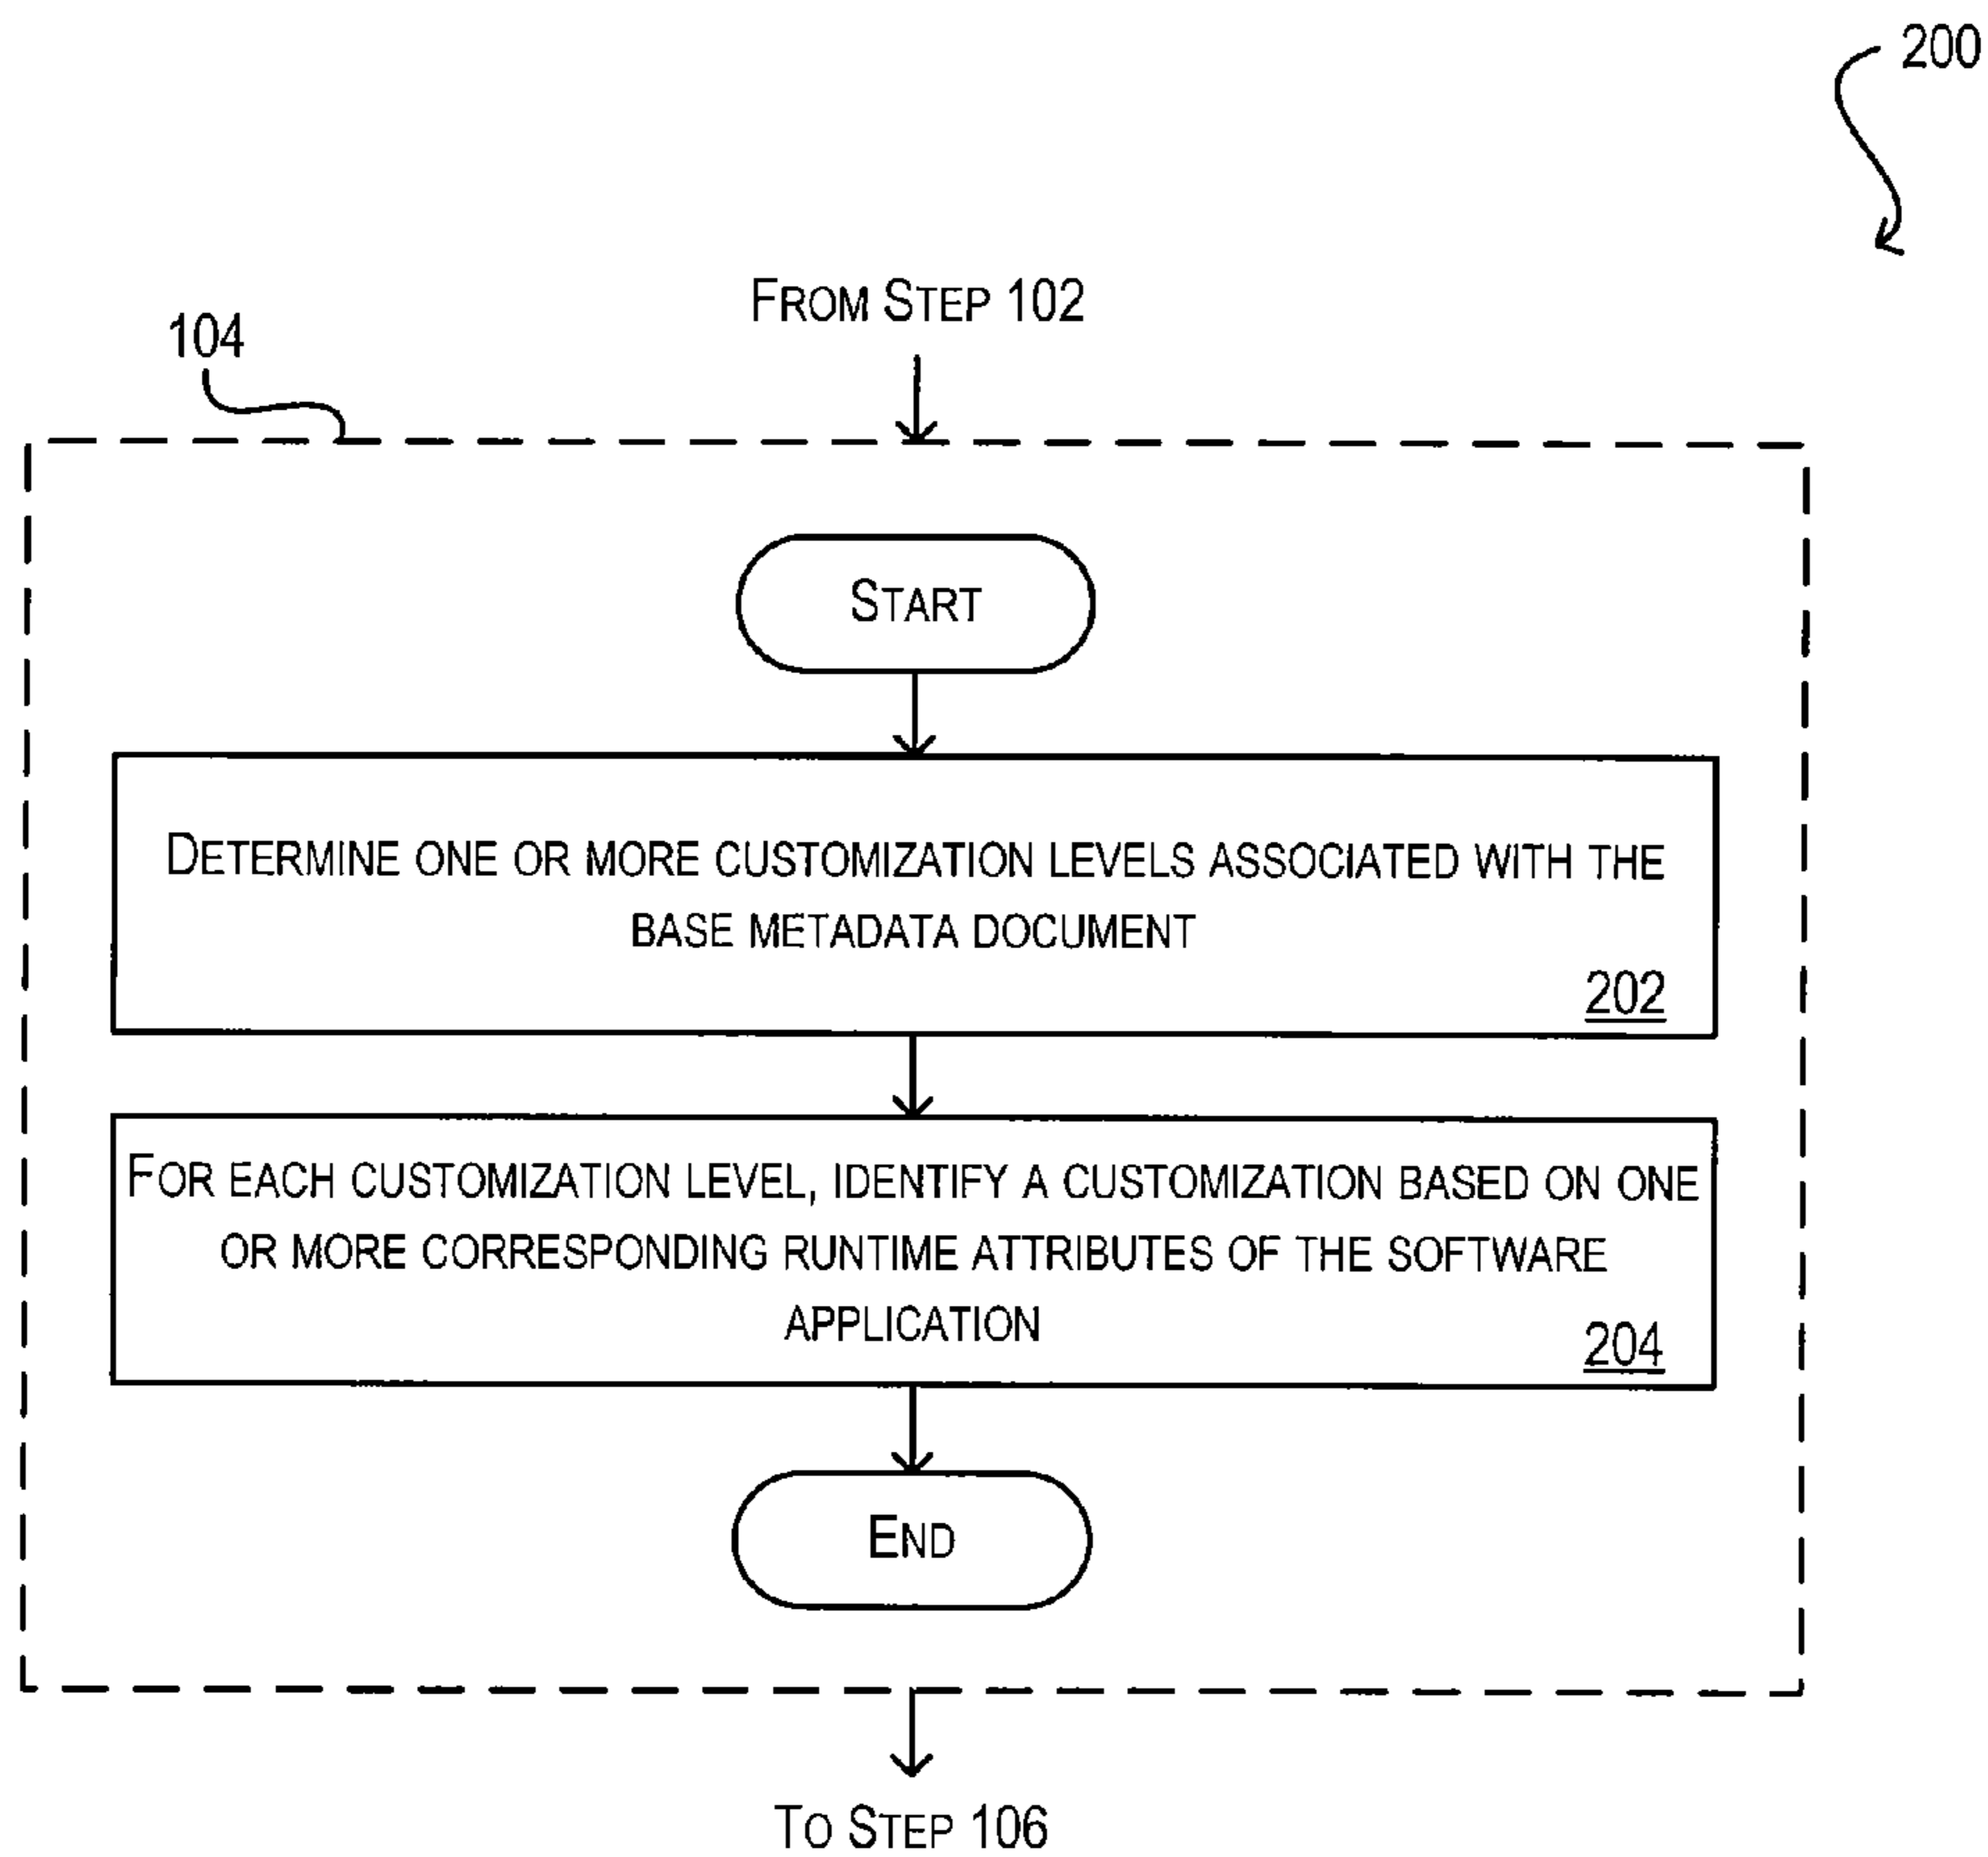 200
FROM STEP 102
104
START
DETERMINE ONE OR MORE CUSTOMIZATION LEVELS ASSOCIATED WITH THE
BASE METADATA DOCUMENT
202
FOR EACH CUSTOMIZATION LEVEL, IDENTIFY A CUSTOMIZATION BASED ON ONE
OR MORE CORRESPONDING RUNTIME ATTRIBUTES OF THE SOFTWARE
APPLICATION
204
END
TO STEP 106